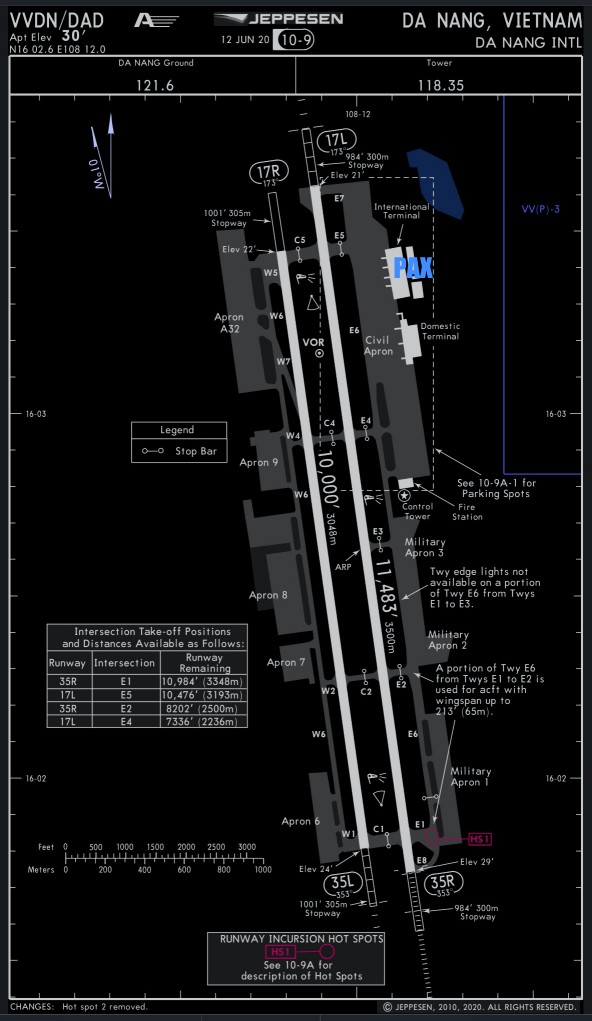 VVDN/DAD
Apt Elev 30'
N16 02.6 E108 12.0
JEPPESEN
12 JUN 20 10-9
DA NANG, VIETNAM
DA NANG INTL
DA NANG Ground
121.6
Tower
118.35
108-12
10°W
17L
173°
984' 300m
Stopway
Elev 21'
17R
173°
1001' 305m
Stopway
Elev 22'
VV(P)-3
International
Terminal
PAX
E7
E5
C5
W5
W6
Apron
A32
VOR
E6
Civil
Apron
Domestic
Terminal
W7
16-03
16-03
Legend
Stop Bar
W4
C4
E4
Apron 9
10,000'
3048m
W6
See 10-9A-1 for
Parking Spots
Control
Tower
Fire
Station
E3
Military
Apron 3
ARP
11,483'
3500m
Twy edge lights not
available on a portion
of Twy E6 from Twys
E1 to E3.
Apron 8
Military
Apron 2
Intersection Take-off Positions
and Distances Available as Follows:
Runway Intersection Runway Remaining
35R E1 10,984' (3348m)
17L E5 10,476' (3193m)
35R E2 8202' (2500m)
17L E4 7336' (2236m)
Apron 7
W2
C2
E2
A portion of Twy E6
from Twys E1 to E2 is
used for acft with
wingspan up to
213' (65m).
W6
E6
16-02
16-02
Military
Apron 1
Apron 6
W1
C1
E1
HS1
E8
Feet 0 500 1000 1500 2000 2500 3000
Meters 0 200 400 600 800 1000
Elev 24'
Elev 29'
35L
353°
35R
353°
1001' 305m
Stopway
984' 300m
Stopway
RUNWAY INCURSION HOT SPOTS
HS1
See 10-9A for
description of Hot Spots
CHANGES: Hot spot 2 removed.
© JEPPESEN, 2010, 2020. ALL RIGHTS RESERVED.